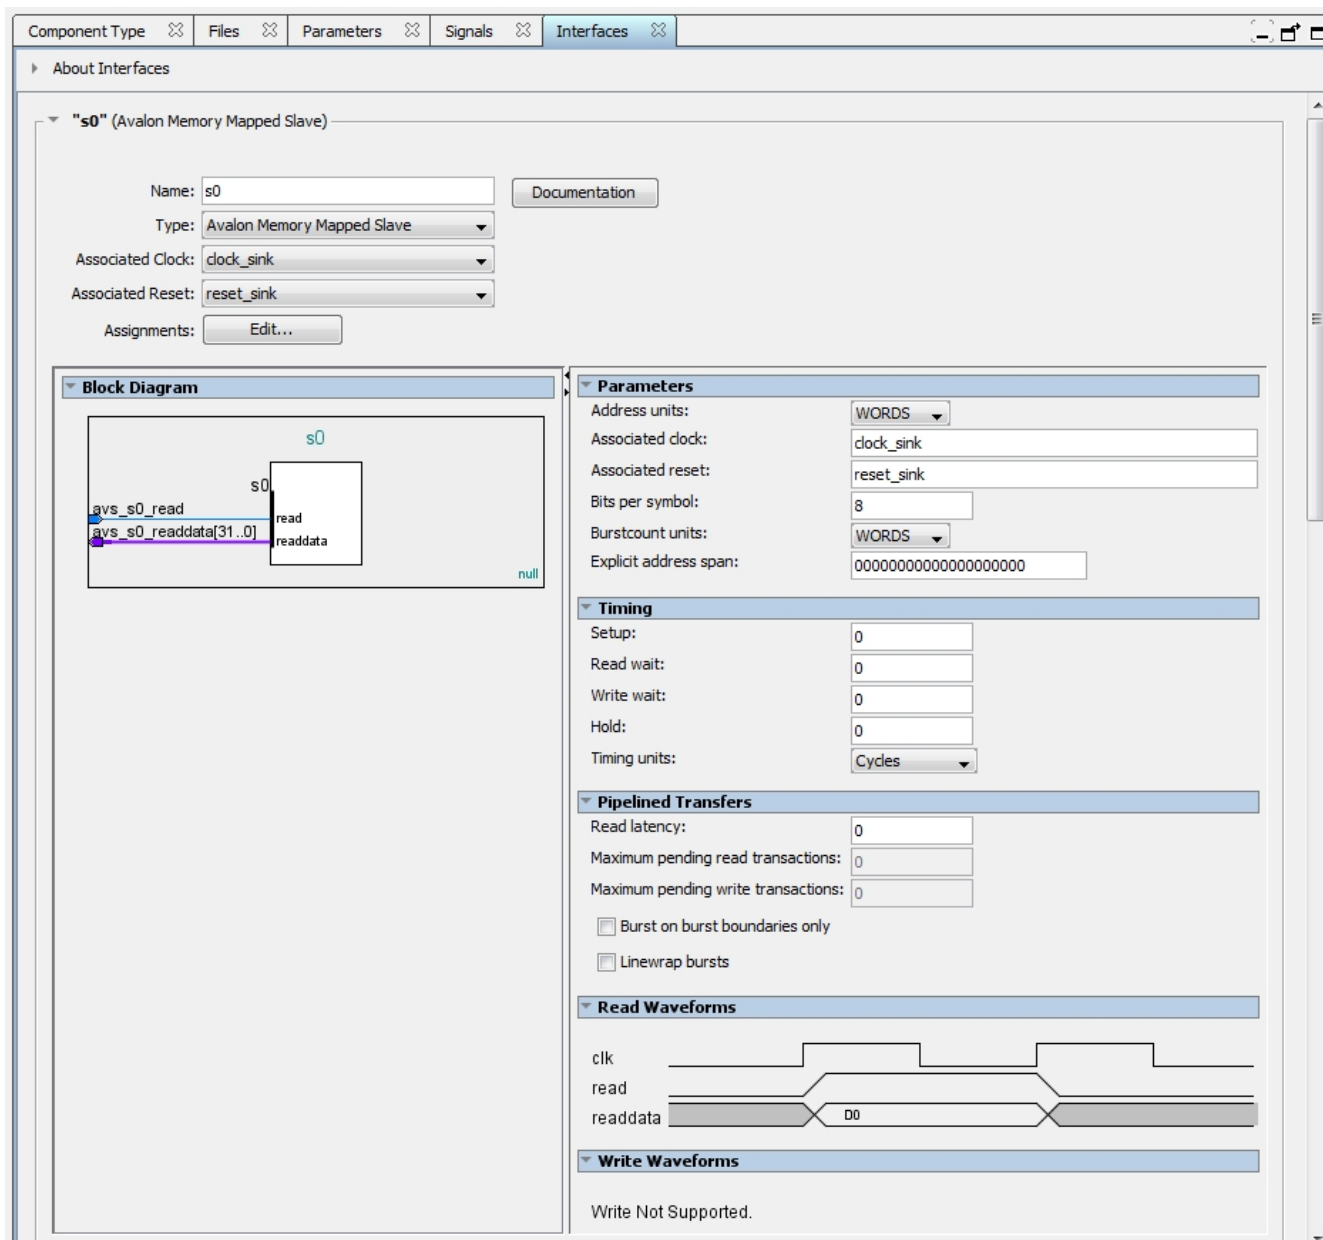 Component Type Files Parameters Signals Interfaces
About Interfaces
"s0" (Avalon Memory Mapped Slave)
Name: s0 Documentation
Type: Avalon Memory Mapped Slave
Associated Clock: clock_sink
Associated Reset: reset_sink
Assignments: Edit...
Block Diagram
s0
s0
avs_s0_read
read
avs_s0_readdata[31..0]
readdata
null
Parameters
Address units: WORDS
Associated clock: clock_sink
Associated reset: reset_sink
Bits per symbol: 8
Burstcount units: WORDS
Explicit address span: 00000000000000000000
Timing
Setup: 0
Read wait: 0
Write wait: 0
Hold: 0
Timing units: Cycles
Pipelined Transfers
Read latency: 0
Maximum pending read transactions: 0
Maximum pending write transactions: 0
Burst on burst boundaries only
Linewrap bursts
Read Waveforms
clk
read
readdata D0
Write Waveforms
Write Not Supported.